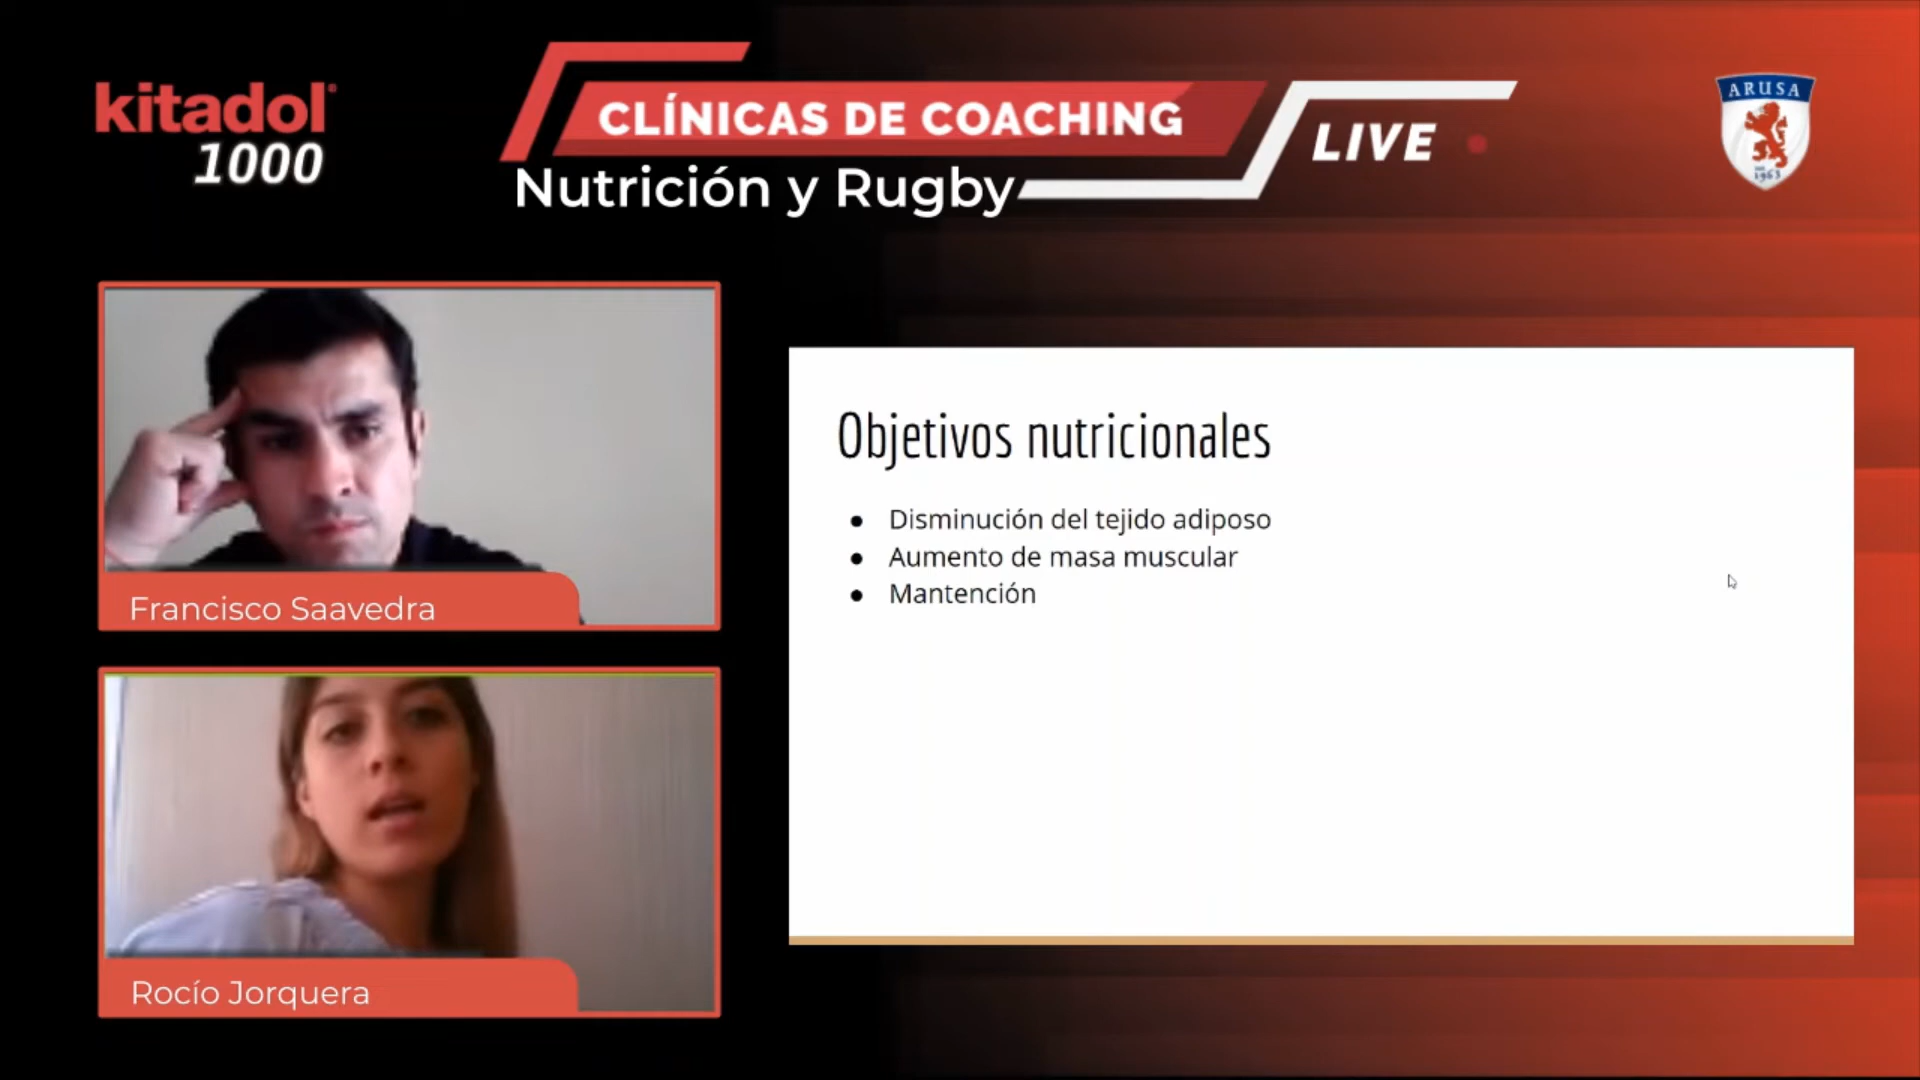 kitadol
1000
CLÍNICAS DE COACHING
LIVE
Nutrición y Rugby
ARUSA
1963
Francisco Saavedra
Rocío Jorquera
Objetivos nutricionales
● Disminución del tejido adiposo
● Aumento de masa muscular
● Mantención